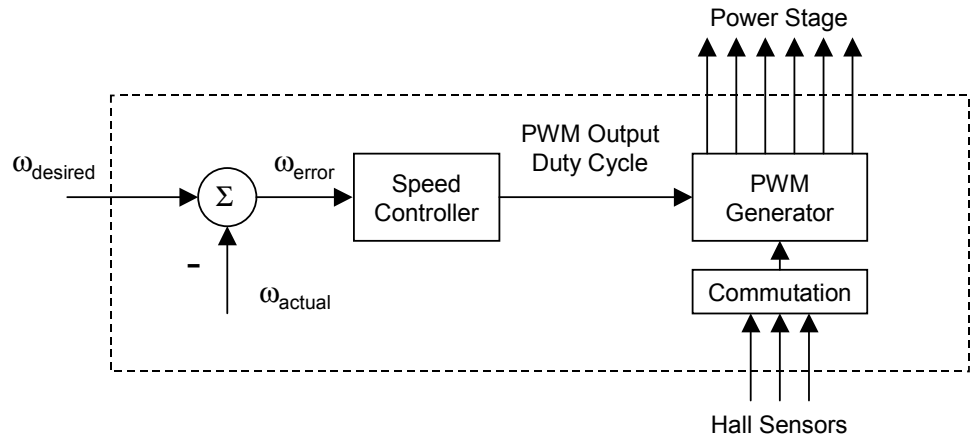 Power Stage
PWM Output
Duty Cycle
ωdesired
Σ
ωerror
Speed
Controller
PWM
Generator
-
ωactual
Commutation
Hall Sensors